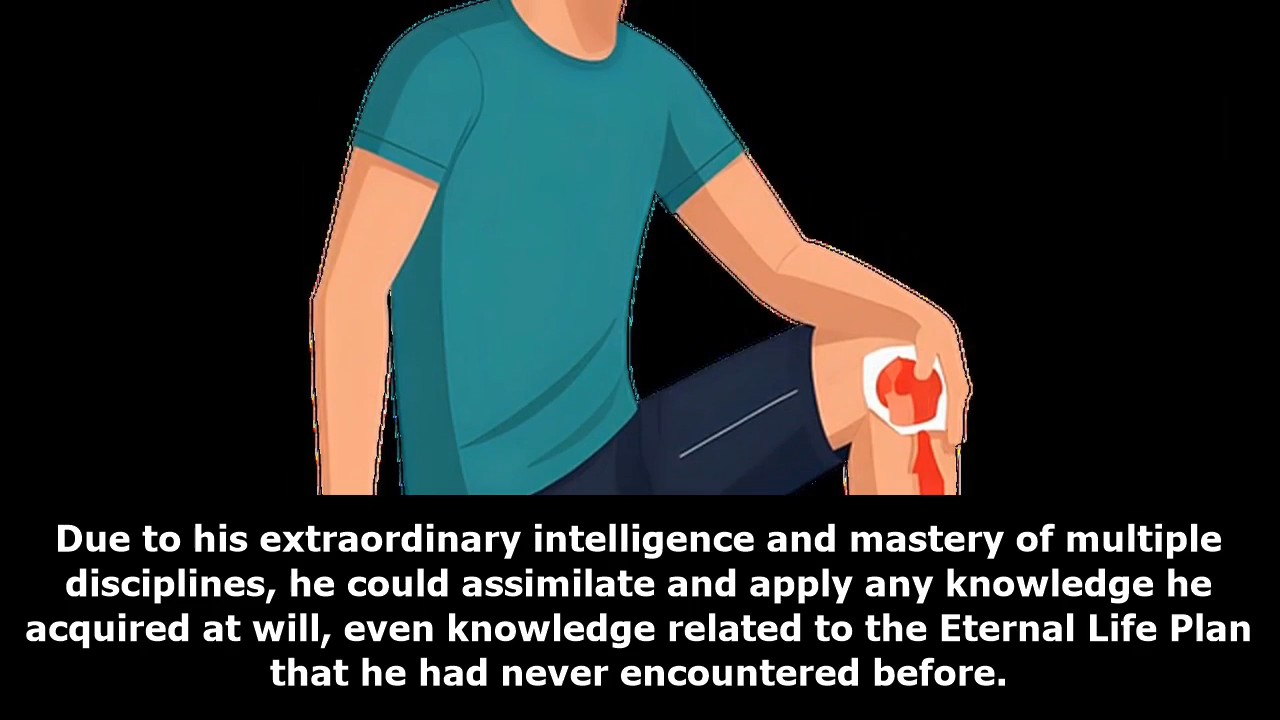 Due to his extraordinary intelligence and mastery of multiple
disciplines, he could assimilate and apply any knowledge he
acquired at will, even knowledge related to the Eternal Life Plan
that he had never encountered before.